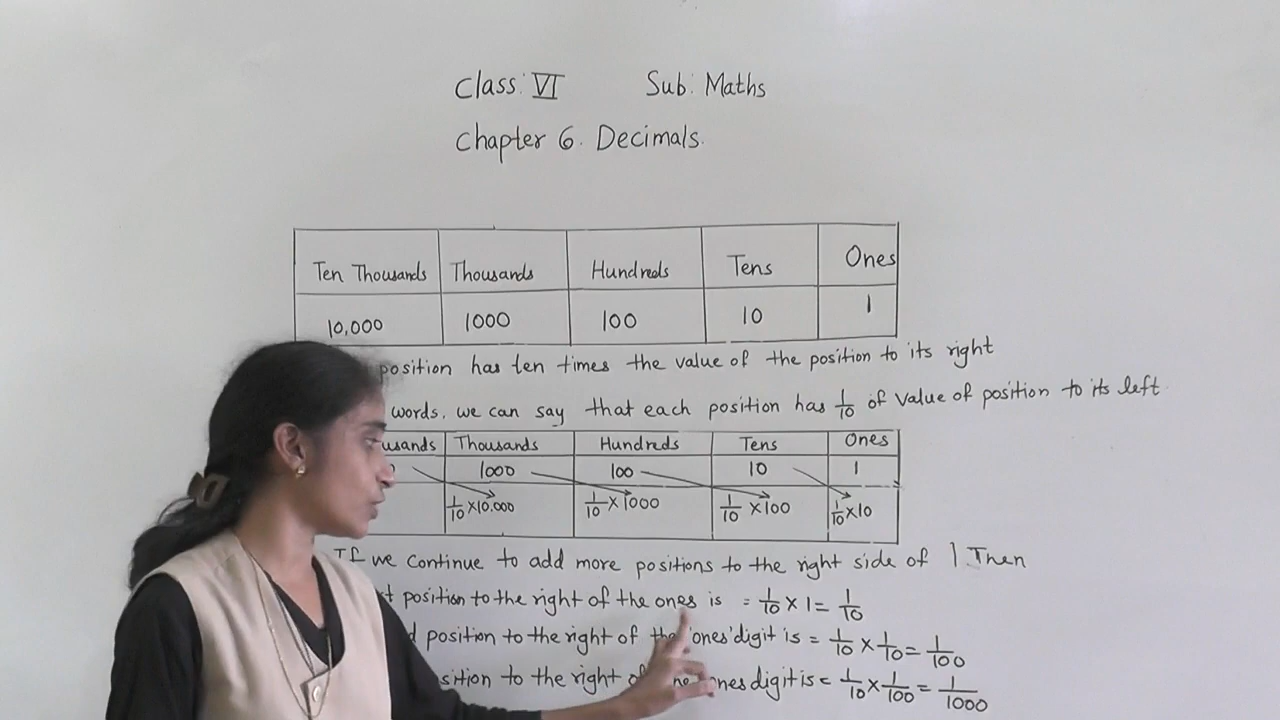 Class: VI Sub: Maths
Chapter 6. Decimals.
Ten Thousands Thousands Hundreds Tens Ones
10,000 1000 100 10 1
position has ten times the value of the position to its right
words. we can say that each position has 1/10 of value of position to its left
usands Thousands Hundreds Tens Ones
1000 100 10 1
1/10 ×10.000 1/10 ×1000 1/10 ×100 1/10 ×10
If we continue to add more positions to the right side of 1. Then
position to the right of the ones is = 1/10 × 1 = 1/10
position to the right of the 'ones' digit is = 1/10 × 1/10 = 1/100
sition to the right digit is = 1/10 × 1/100 = 1/1000